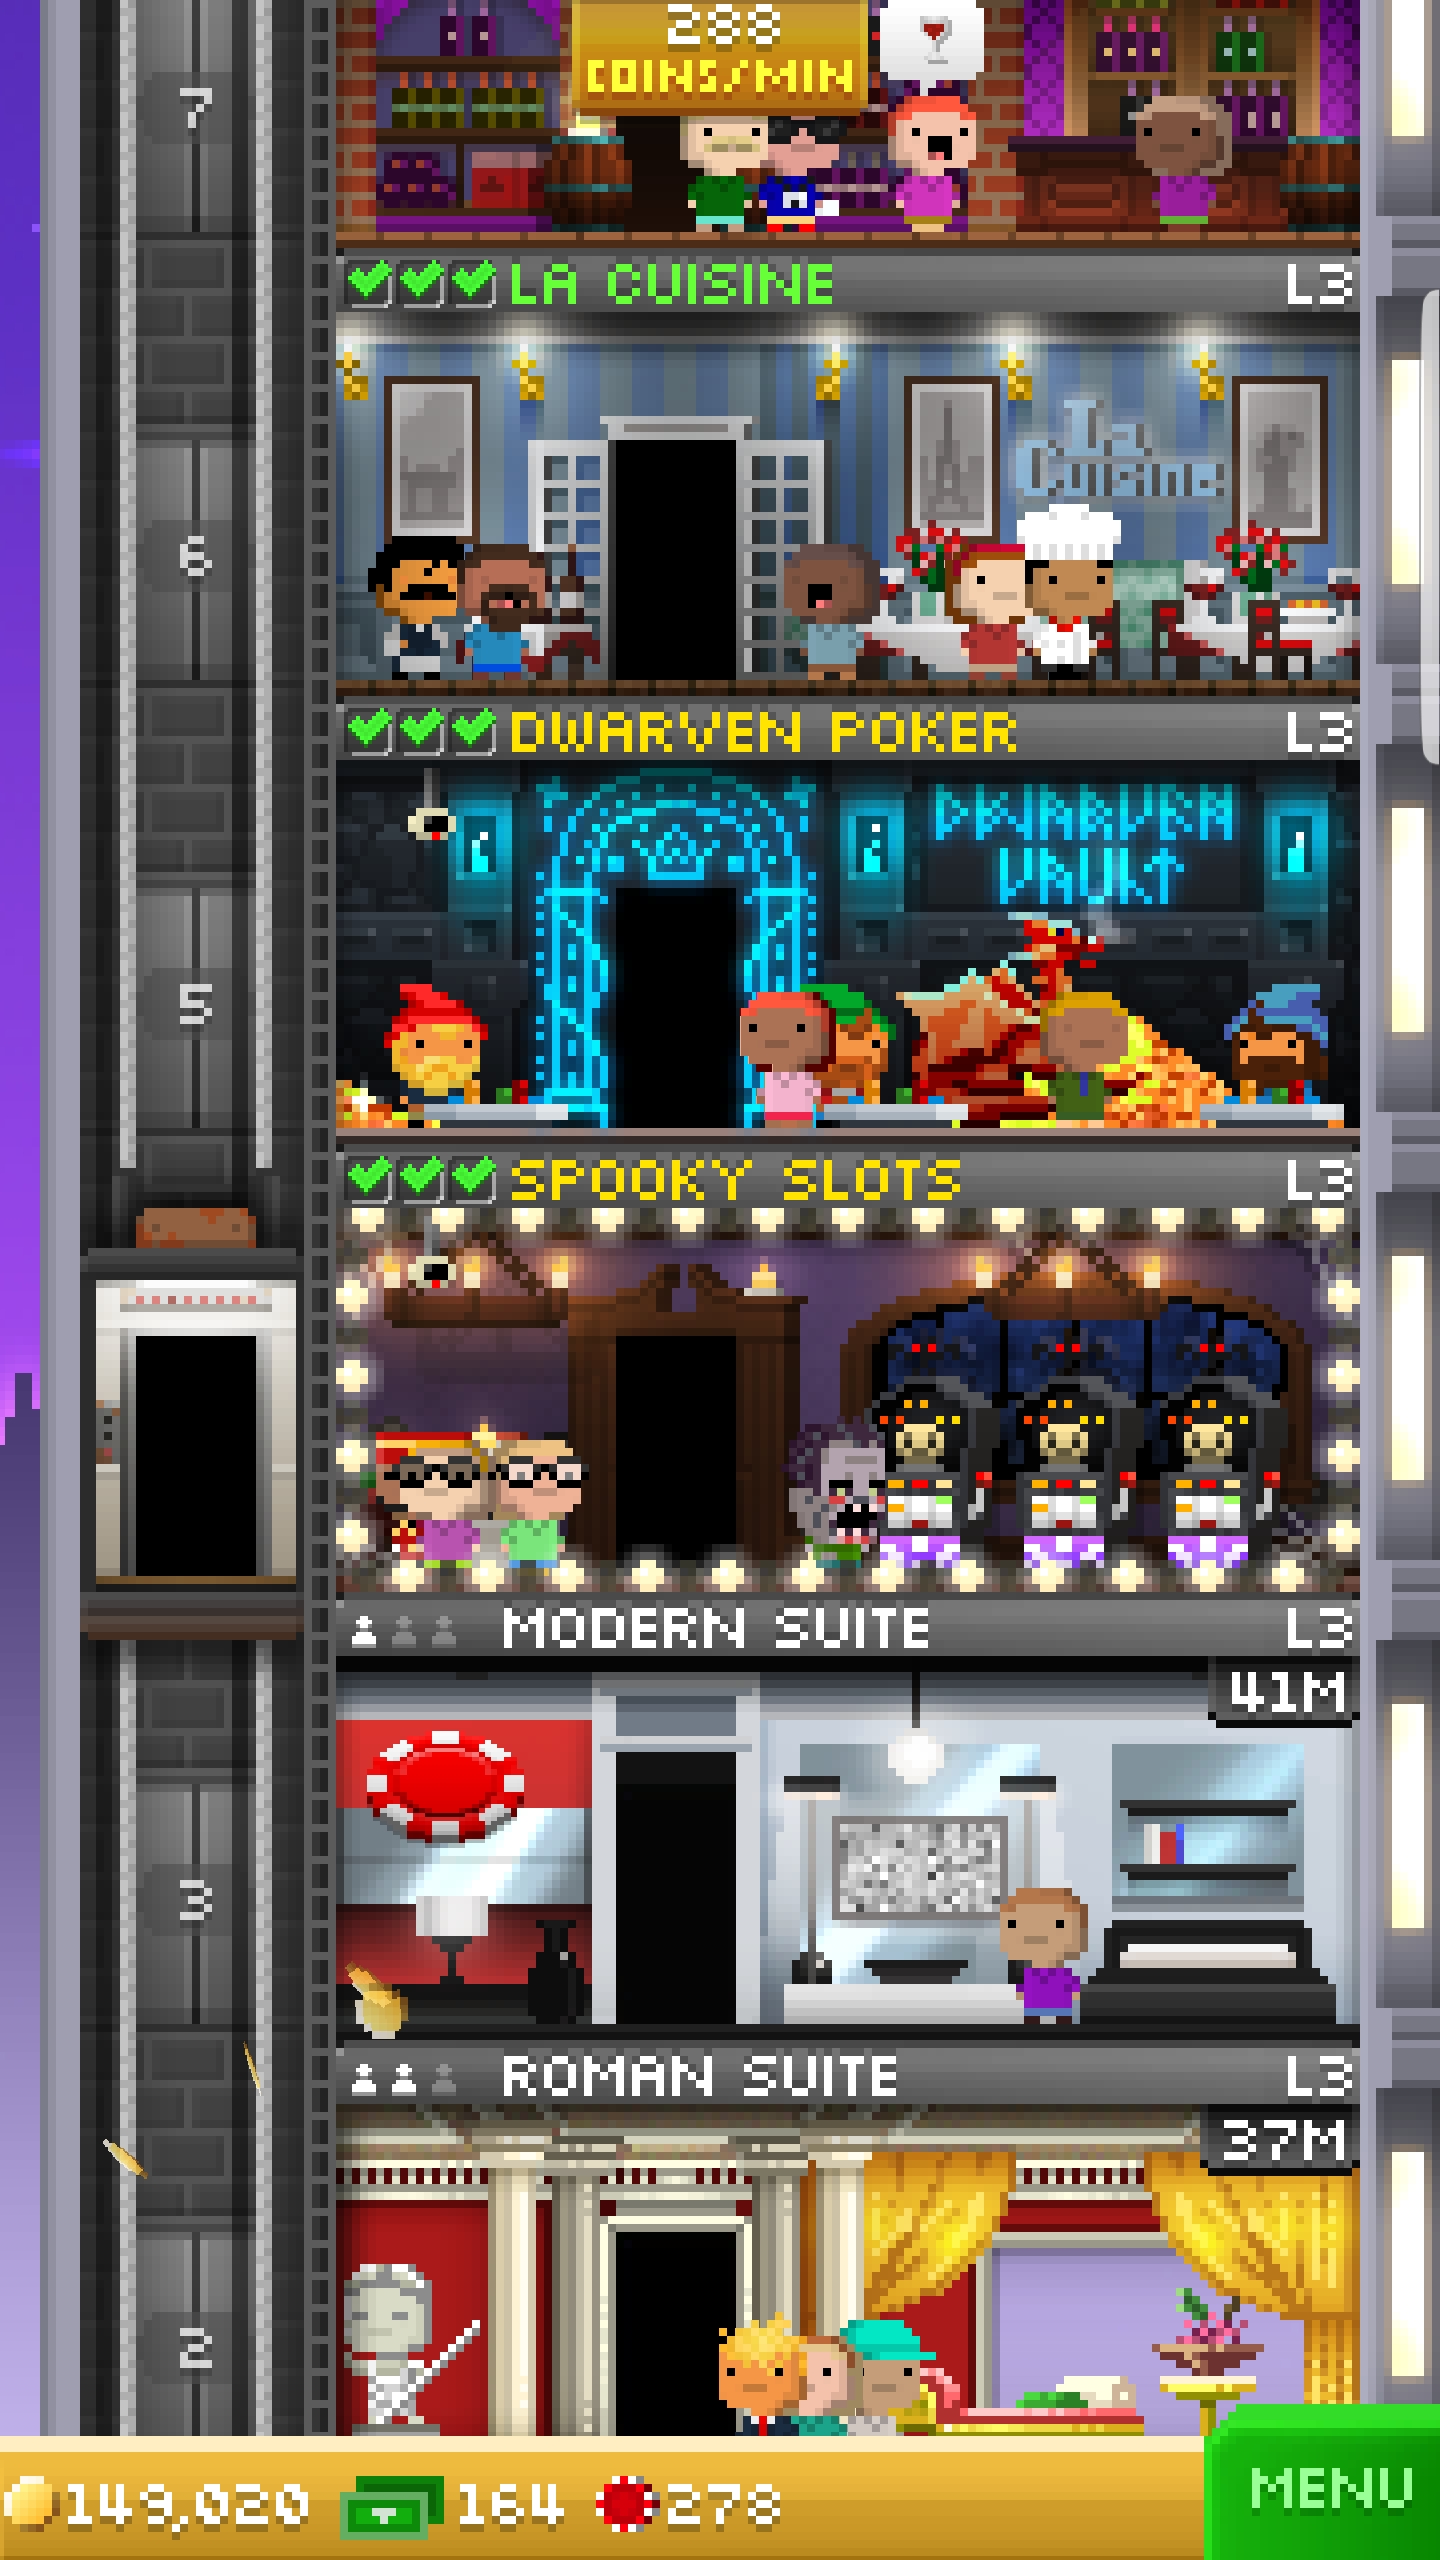 288
COINS/MIN
7
LA CUISINE L3
La
Cuisine
6
DWARVEN POKER L3
DWARVEN
VAULT
5
SPOOKY SLOTS L3
MODERN SUITE L3
41M
3
ROMAN SUITE L3
37M
2
149,020 164 278
MENU